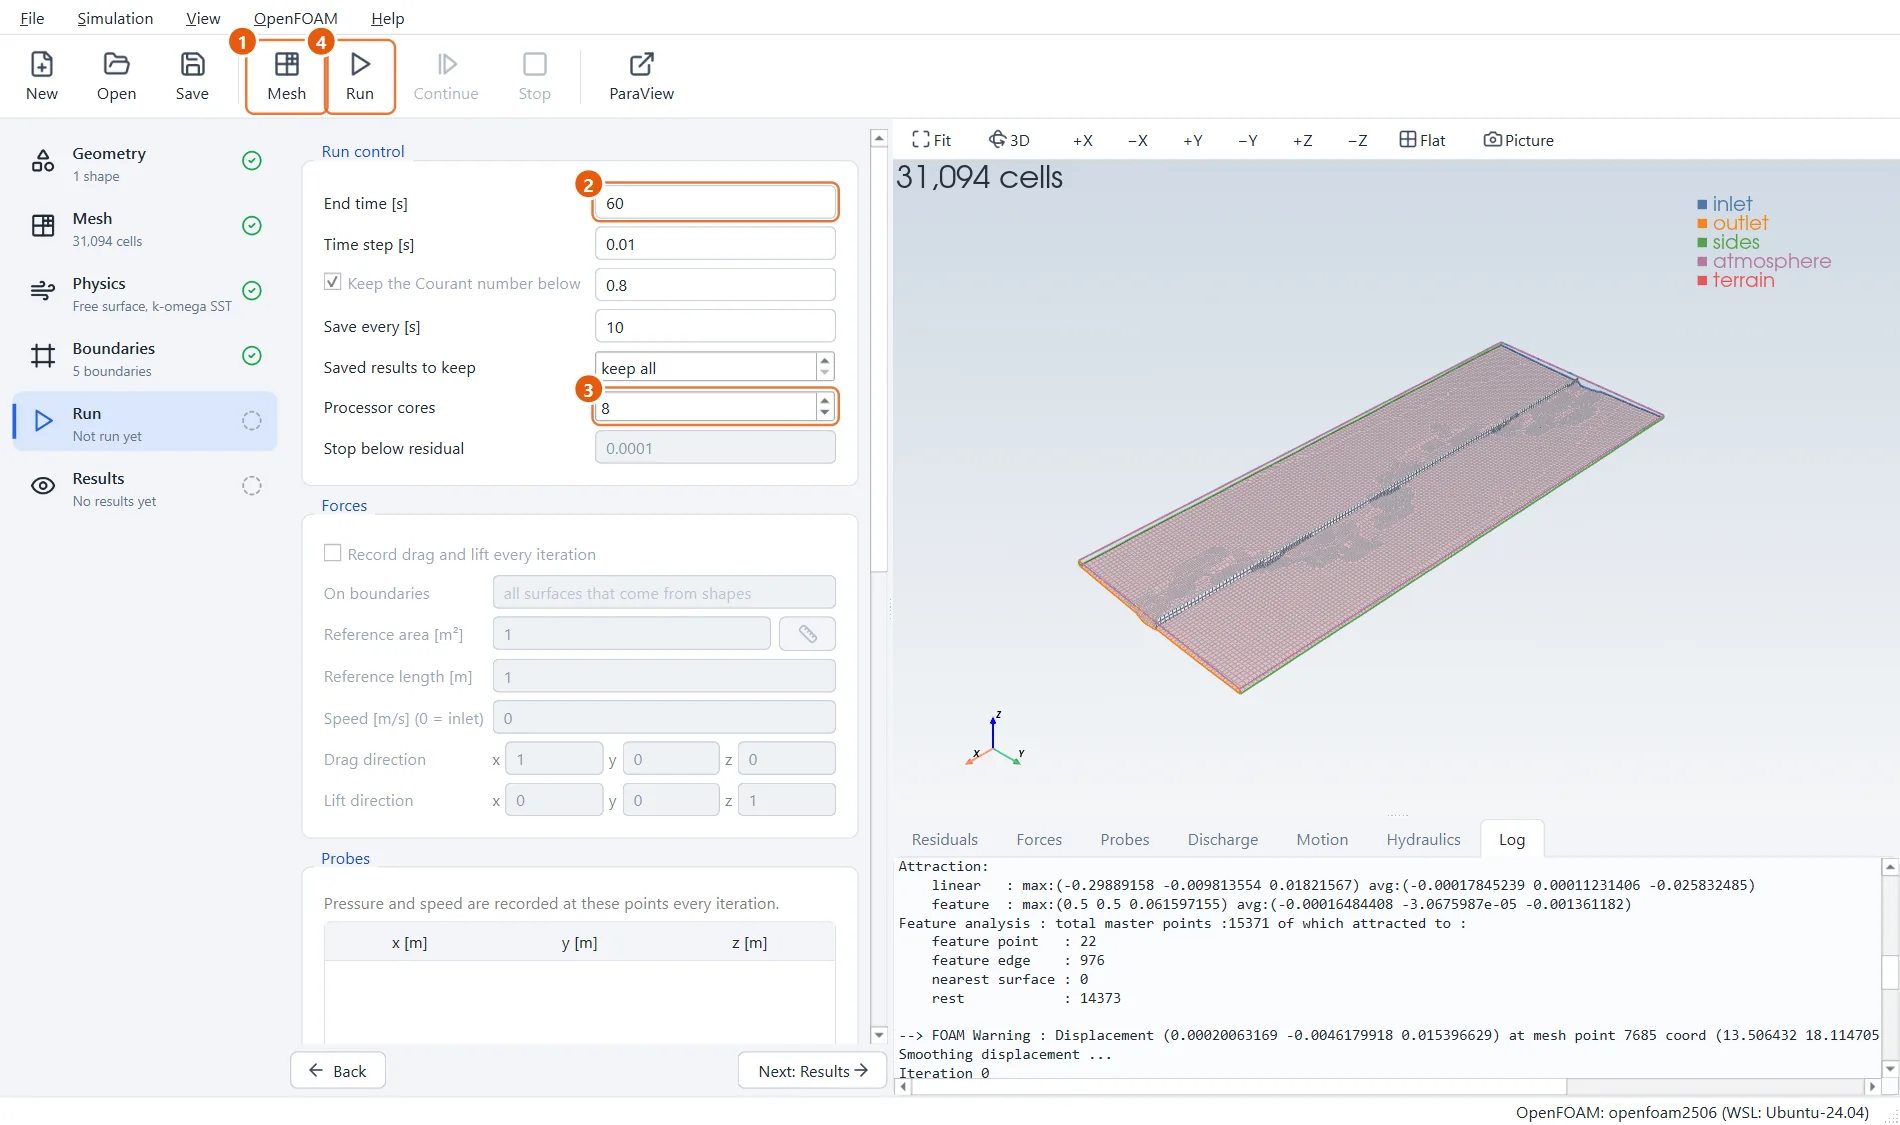 File Simulation View OpenFOAM Help
1 4
New Open Save Mesh Run Continue Stop ParaView
Geometry
1 shape
Mesh
31,094 cells
Physics
Free surface, k-omega SST
Boundaries
5 boundaries
Run
Not run yet
Results
No results yet
Run control
2
End time [s] 60
Time step [s] 0.01
Keep the Courant number below 0.8
Save every [s] 10
Saved results to keep keep all
3
Processor cores 8
Stop below residual 0.0001
Forces
Record drag and lift every iteration
On boundaries all surfaces that come from shapes
Reference area [m²] 1
Reference length [m] 1
Speed [m/s] (0 = inlet) 0
Drag direction x 1 y 0 z 0
Lift direction x 0 y 0 z 1
Probes
Pressure and speed are recorded at these points every iteration.
x [m] y [m] z [m]
Back Next: Results
Fit 3D +X −X +Y −Y +Z −Z Flat Picture
31,094 cells
inlet
outlet
sides
atmosphere
terrain
Z
X Y
Residuals Forces Probes Discharge Motion Hydraulics Log
Attraction:
linear : max:(-0.29889158 -0.009813554 0.01821567) avg:(-0.00017845239 0.00011231406 -0.025832485)
feature : max:(0.5 0.5 0.061597155) avg:(-0.00016484408 -3.0675987e-05 -0.001361182)
Feature analysis : total master points :15371 of which attracted to :
feature point : 22
feature edge : 976
nearest surface : 0
rest : 14373
--> FOAM Warning : Displacement (0.00020063169 -0.0046179918 0.015396629) at mesh point 7685 coord (13.506432 18.114705
Smoothing displacement ...
Iteration 0
OpenFOAM: openfoam2506 (WSL: Ubuntu-24.04)